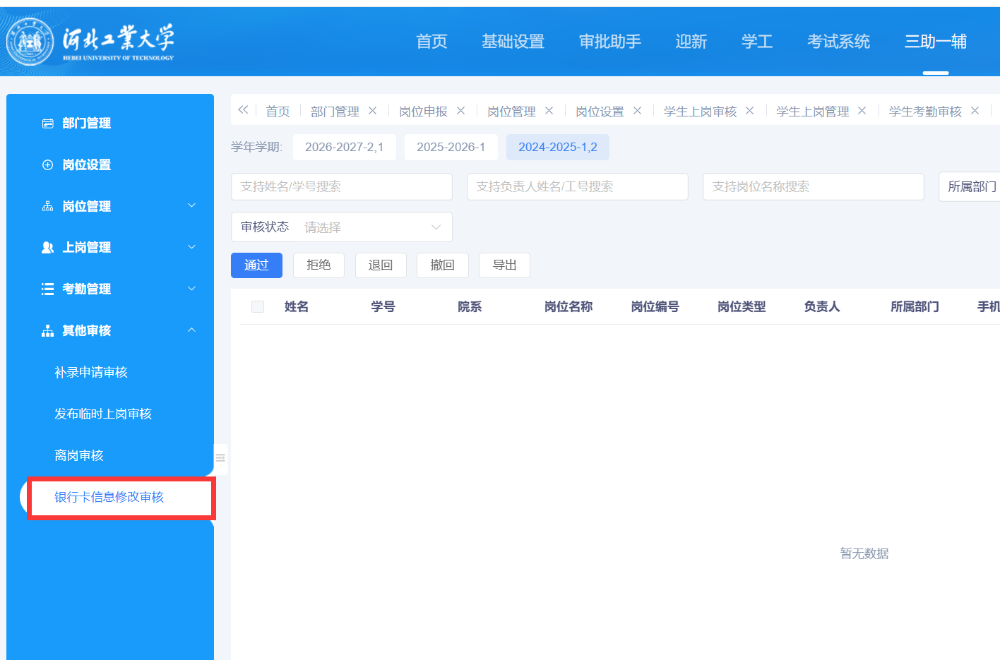 河北工業大学
HEBEI UNIVERSITY OF TECHNOLOGY
首页 基础设置 审批助手 迎新 学工 考试系统 三助一辅
部门管理
岗位设置
岗位管理
上岗管理
考勤管理
其他审核
补录申请审核
发布临时上岗审核
离岗审核
银行卡信息修改审核
首页 部门管理 岗位申报 岗位管理 岗位设置 学生上岗审核 学生上岗管理 学生考勤审核
学年学期: 2026-2027-2,1 2025-2026-1 2024-2025-1,2
支持姓名/学号搜索 支持负责人姓名/工号搜索 支持岗位名称搜索 所属部门
审核状态 请选择
通过 拒绝 退回 撤回 导出
姓名 学号 院系 岗位名称 岗位编号 岗位类型 负责人 所属部门 手机
暂无数据